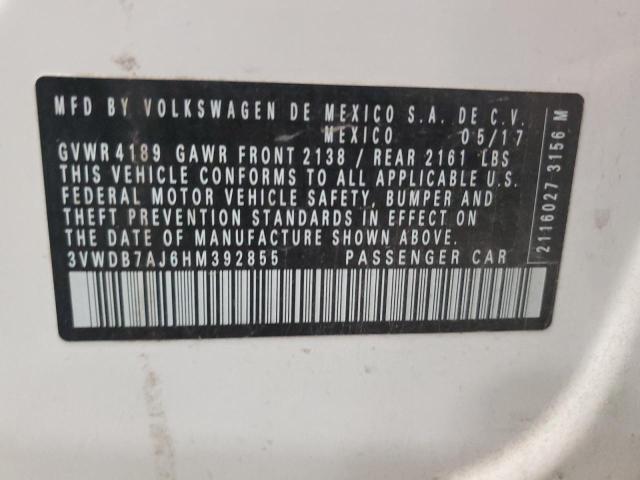 MFD BY VOLKSWAGEN DE MEXICO S.A. DE C.V.
MEXICO 05/17
GVWR 4189 GAWR FRONT 2138 / REAR 2161 LBS
THIS VEHICLE CONFORMS TO ALL APPLICABLE U.S.
FEDERAL MOTOR VEHICLE SAFETY, BUMPER AND
THEFT PREVENTION STANDARDS IN EFFECT ON
THE DATE OF MANUFACTURE SHOWN ABOVE.
3VWDB7AJ6HM392855 PASSENGER CAR
2116027 3156 M